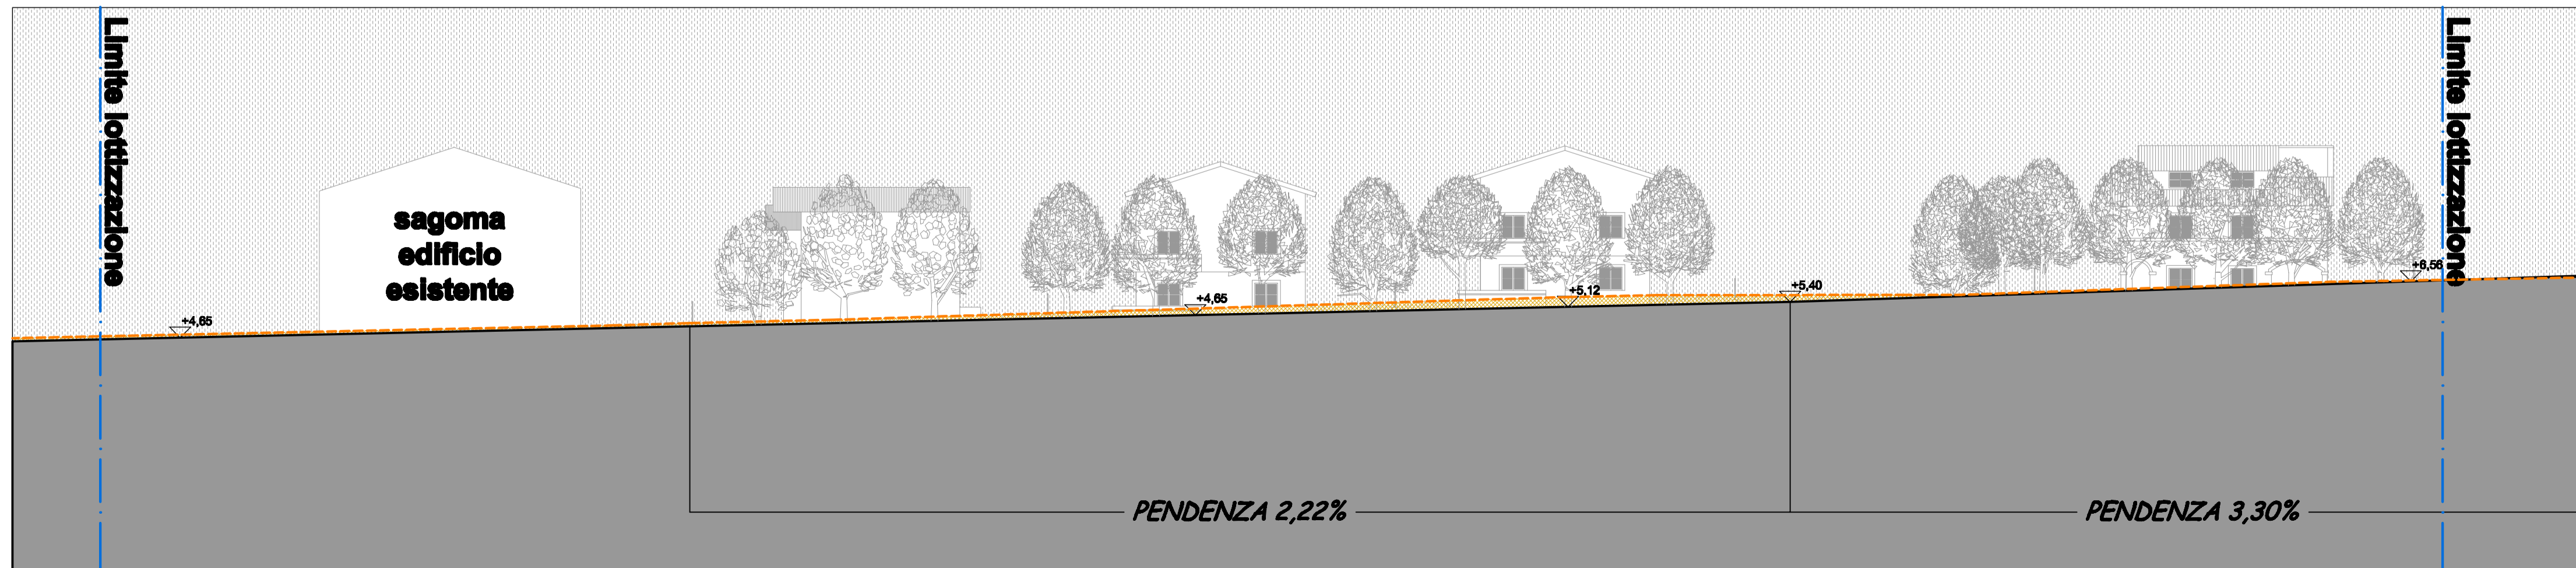 Limite lottizzazione
Limite lottizzazione
sagoma
edificio
esistente
+4,65
+4,65
+5,12
+5,40
+6,56
PENDENZA 2,22%
PENDENZA 3,30%